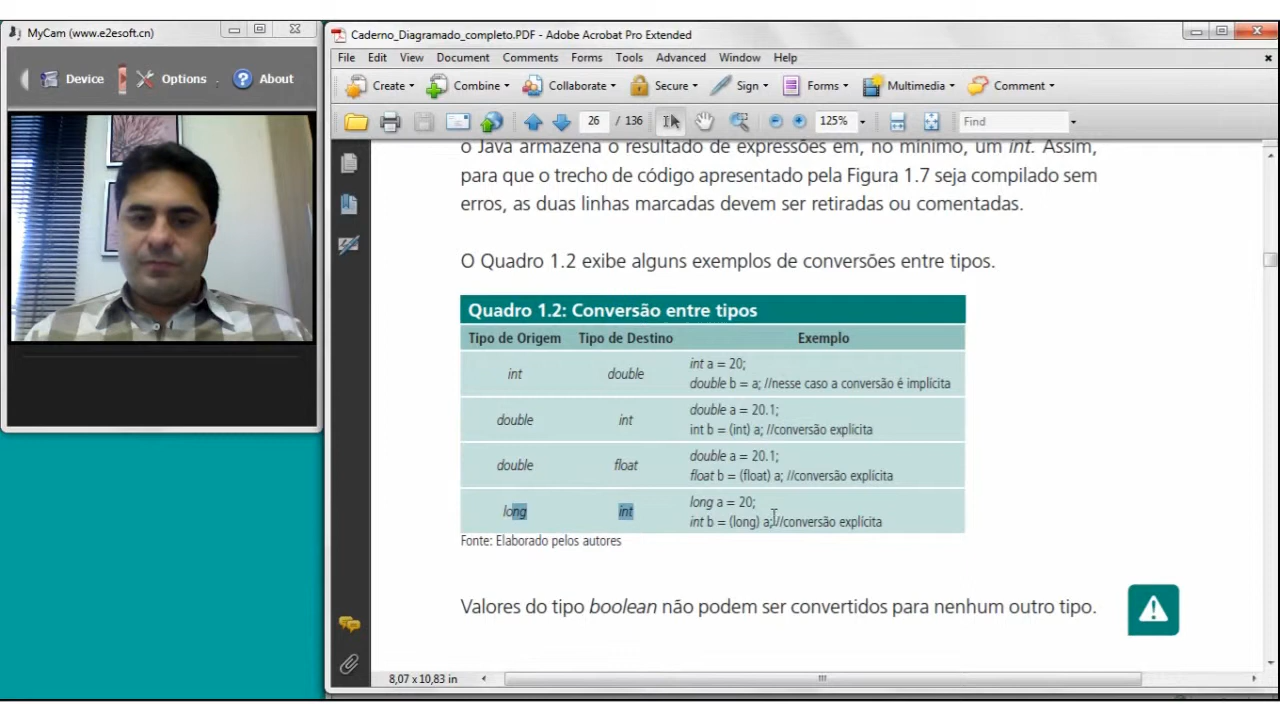 MyCam (www.e2esoft.cn)
Device
Options
About
Caderno_Diagramado_completo.PDF - Adobe Acrobat Pro Extended
File Edit View Document Comments Forms Tools Advanced Window Help
Create Combine Collaborate Secure Sign Forms Multimedia Comment
26 / 136 125% Find
o Java armazena o resultado de expressões em, no mínimo, um int. Assim,
para que o trecho de código apresentado pela Figura 1.7 seja compilado sem
erros, as duas linhas marcadas devem ser retiradas ou comentadas.
O Quadro 1.2 exibe alguns exemplos de conversões entre tipos.
Quadro 1.2: Conversão entre tipos
Tipo de Origem Tipo de Destino Exemplo
int double int a = 20;
double b = a; //nesse caso a conversão é implícita
double int double a = 20.1;
int b = (int) a; //conversão explícita
double float double a = 20.1;
float b = (float) a; //conversão explícita
long int long a = 20;
int b = (long) a;//conversão explícita
Fonte: Elaborado pelos autores
Valores do tipo boolean não podem ser convertidos para nenhum outro tipo.
8,07 x 10,83 in